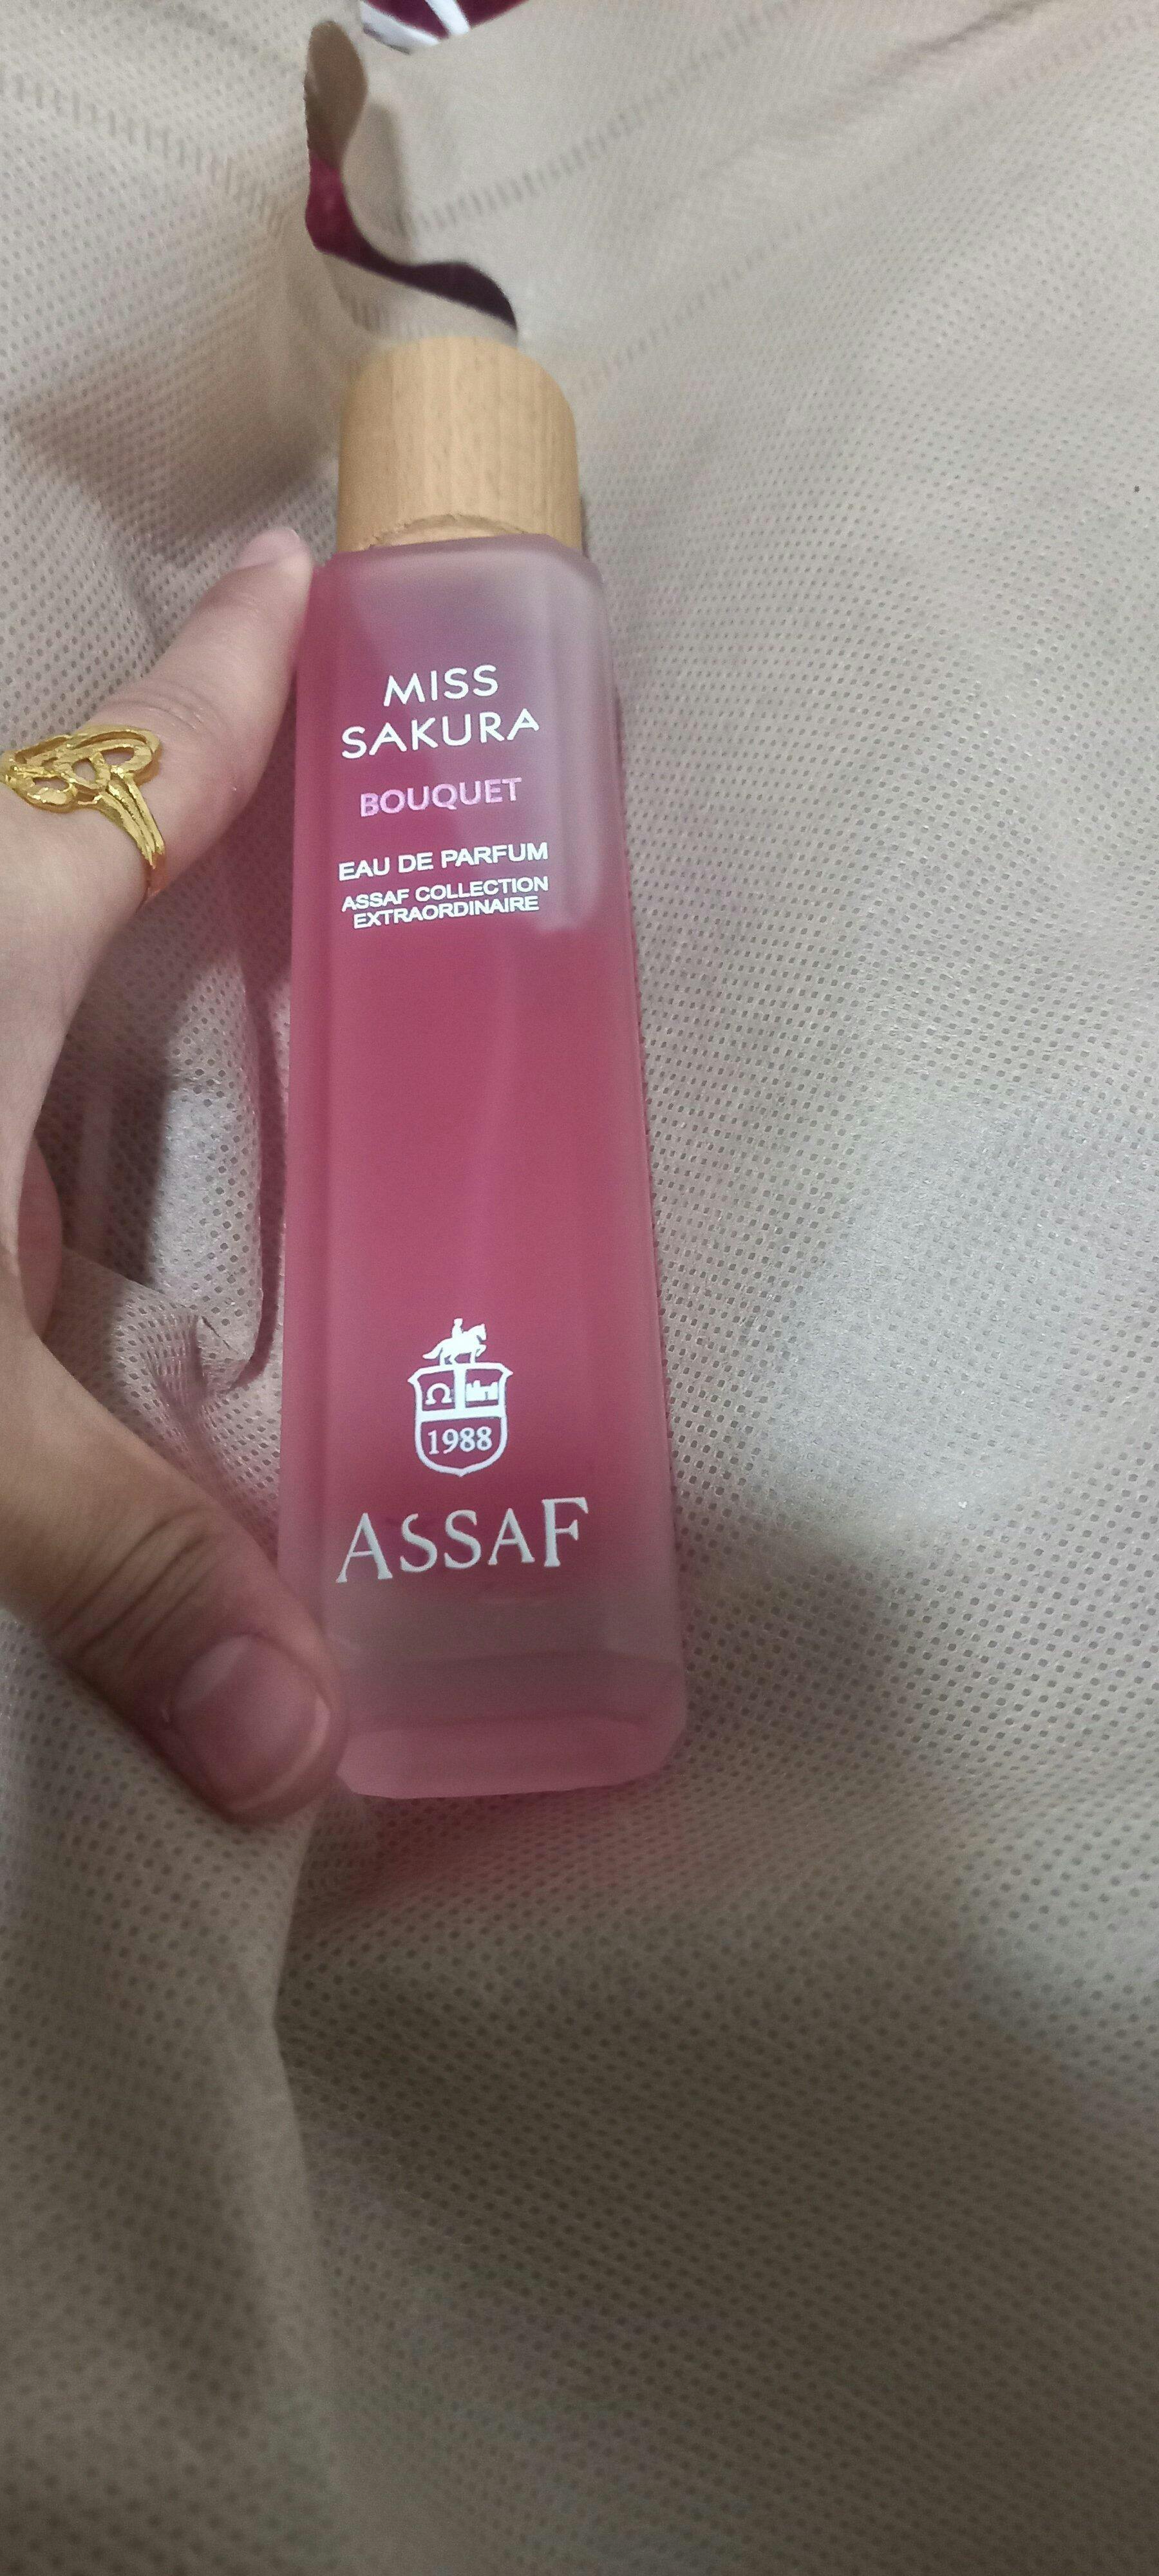 MISS
SAKURA
BOUQUET
EAU DE PARFUM
ASSAF COLLECTION
EXTRAORDINAIRE
Ω
1988
ASSAF